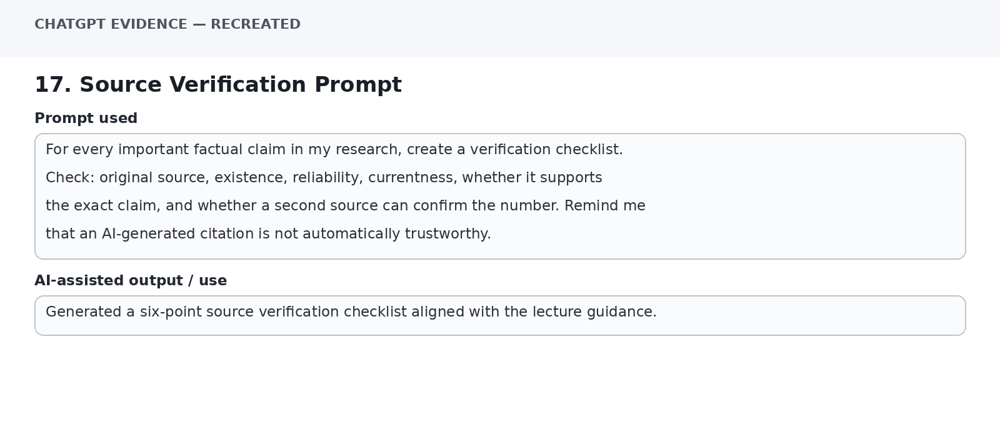 CHATGPT EVIDENCE — RECREATED
17. Source Verification Prompt
Prompt used
For every important factual claim in my research, create a verification checklist.
Check: original source, existence, reliability, currentness, whether it supports
the exact claim, and whether a second source can confirm the number. Remind me
that an AI-generated citation is not automatically trustworthy.
AI-assisted output / use
Generated a six-point source verification checklist aligned with the lecture guidance.